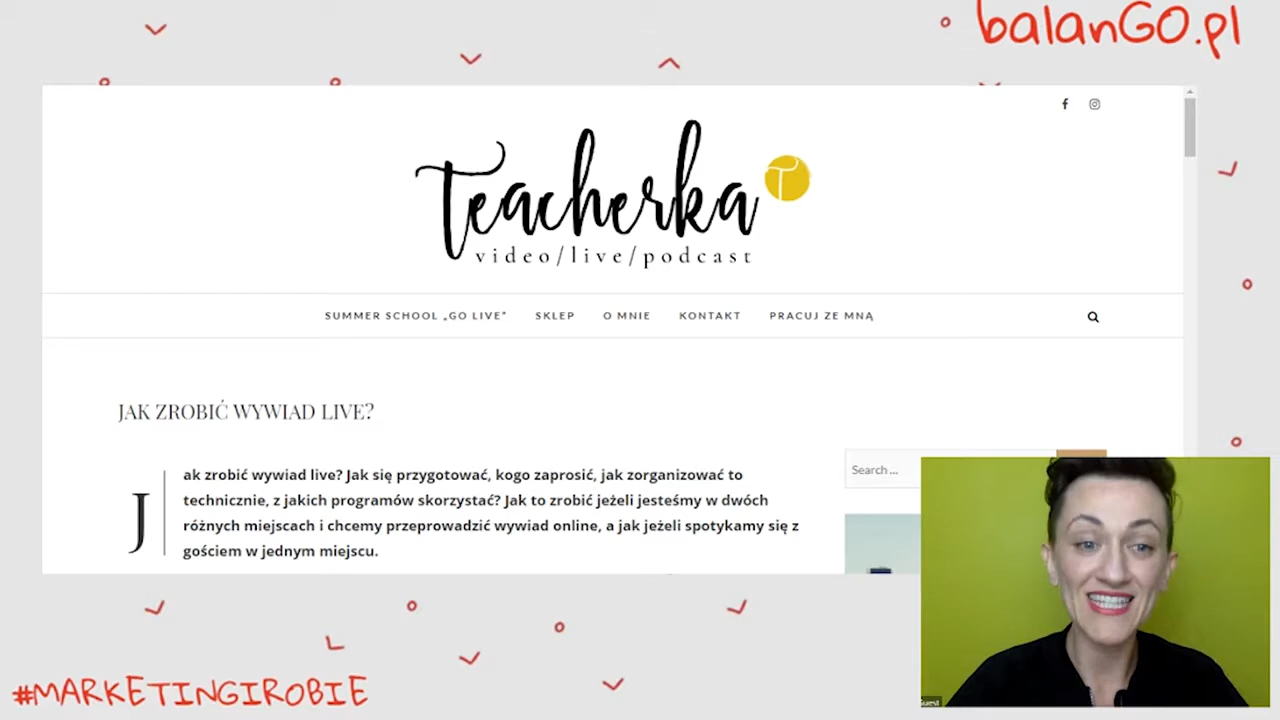 balanGO.pl
teacherka T
video/live/podcast
SUMMER SCHOOL „GO LIVE” SKLEP O MNIE KONTAKT PRACUJ ZE MNĄ
JAK ZROBIĆ WYWIAD LIVE?
Jak zrobić wywiad live? Jak się przygotować, kogo zaprosić, jak zorganizować to
technicznie, z jakich programów skorzystać? Jak to zrobić jeżeli jesteśmy w dwóch
różnych miejscach i chcemy przeprowadzić wywiad online, a jak jeżeli spotykamy się z
gościem w jednym miejscu.
Search ...
Guest
#MARKETINGIROBIE